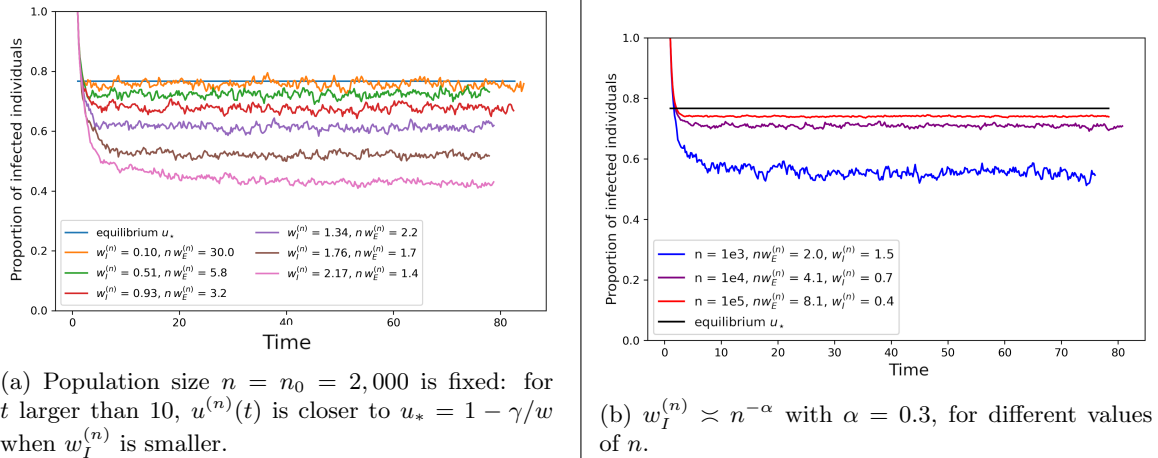 1.0
0.8
0.6
0.4
0.2
0.0
Proportion of infected individuals
equilibrium u⋆
w_I^{(n)} = 0.10, n w_E^{(n)} = 30.0
w_I^{(n)} = 0.51, n w_E^{(n)} = 5.8
w_I^{(n)} = 0.93, n w_E^{(n)} = 3.2
w_I^{(n)} = 1.34, n w_E^{(n)} = 2.2
w_I^{(n)} = 1.76, n w_E^{(n)} = 1.7
w_I^{(n)} = 2.17, n w_E^{(n)} = 1.4
0 20 40 60 80
Time
(a) Population size n = n_0 = 2,000 is fixed: for
t larger than 10, u^{(n)}(t) is closer to u_* = 1 − γ/w
when w_I^{(n)} is smaller.
1.0
0.8
0.6
0.4
0.2
0.0
Proportion of infected individuals
n = 1e3, nw_E^{(n)} = 2.0, w_I^{(n)} = 1.5
n = 1e4, nw_E^{(n)} = 4.1, w_I^{(n)} = 0.7
n = 1e5, nw_E^{(n)} = 8.1, w_I^{(n)} = 0.4
equilibrium u⋆
0 10 20 30 40 50 60 70 80
Time
(b) w_I^{(n)} ≍ n^{−α} with α = 0.3, for different values
of n.